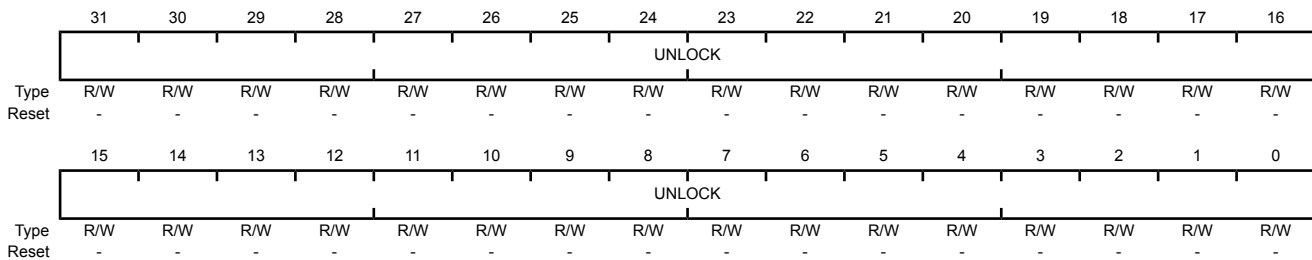 31 30 29 28 27 26 25 24 23 22 21 20 19 18 17 16
UNLOCK
Type R/W R/W R/W R/W R/W R/W R/W R/W R/W R/W R/W R/W R/W R/W R/W R/W
Reset - - - - - - - - - - - - - - - -
15 14 13 12 11 10 9 8 7 6 5 4 3 2 1 0
UNLOCK
Type R/W R/W R/W R/W R/W R/W R/W R/W R/W R/W R/W R/W R/W R/W R/W R/W
Reset - - - - - - - - - - - - - - - -